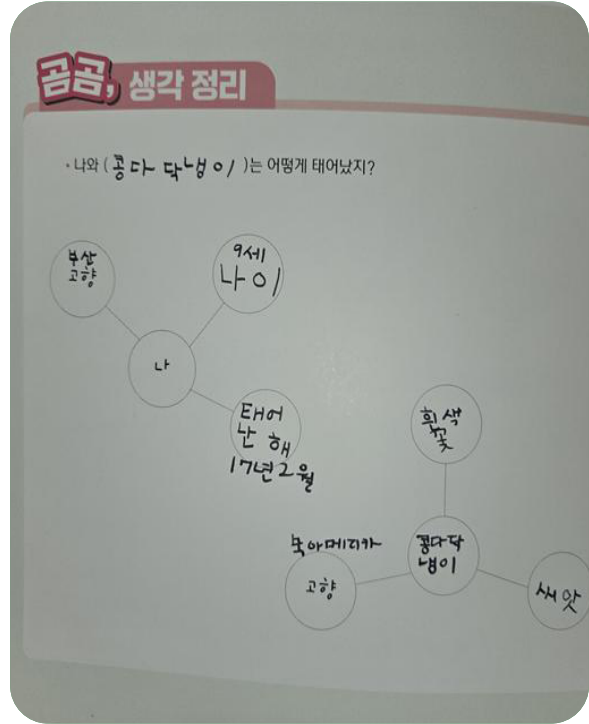 곰곰, 생각 정리
• 나와 ( 콩다닥냉이 )는 어떻게 태어났지?
부산
고향
9세
나이
나
태어
난 해
17년 2월
흰색
꽃
북아메리카
고향
콩다닥
냉이
씨앗